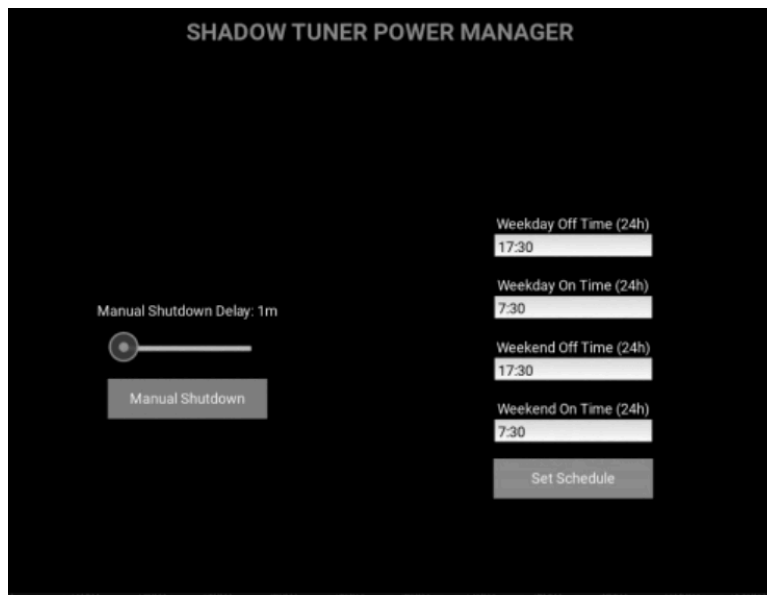 SHADOW TUNER POWER MANAGER
Manual Shutdown Delay: 1m
Manual Shutdown
Weekday Off Time (24h)
17:30
Weekday On Time (24h)
7:30
Weekend Off Time (24h)
17:30
Weekend On Time (24h)
7:30
Set Schedule